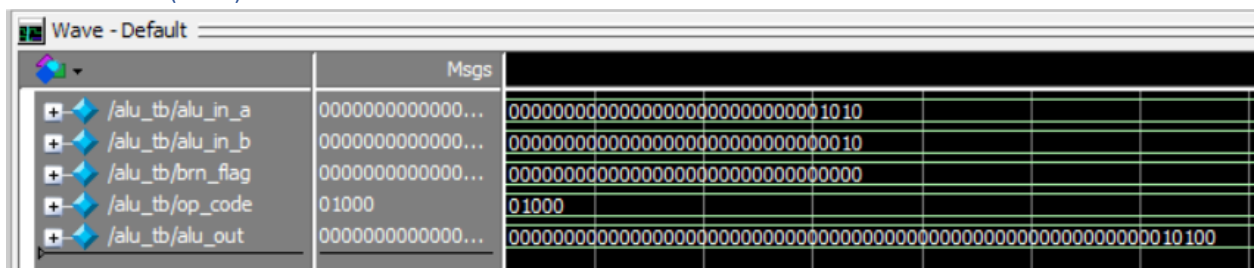 Wave - Default
Msgs
/alu_tb/alu_in_a 0000000000000... 00000000000000000000000000001010
/alu_tb/alu_in_b 0000000000000... 00000000000000000000000000000010
/alu_tb/brn_flag 0000000000000... 00000000000000000000000000000000
/alu_tb/op_code 01000 01000
/alu_tb/alu_out 0000000000000... 0000000000000000000000000000000000000000000000000000000000010100